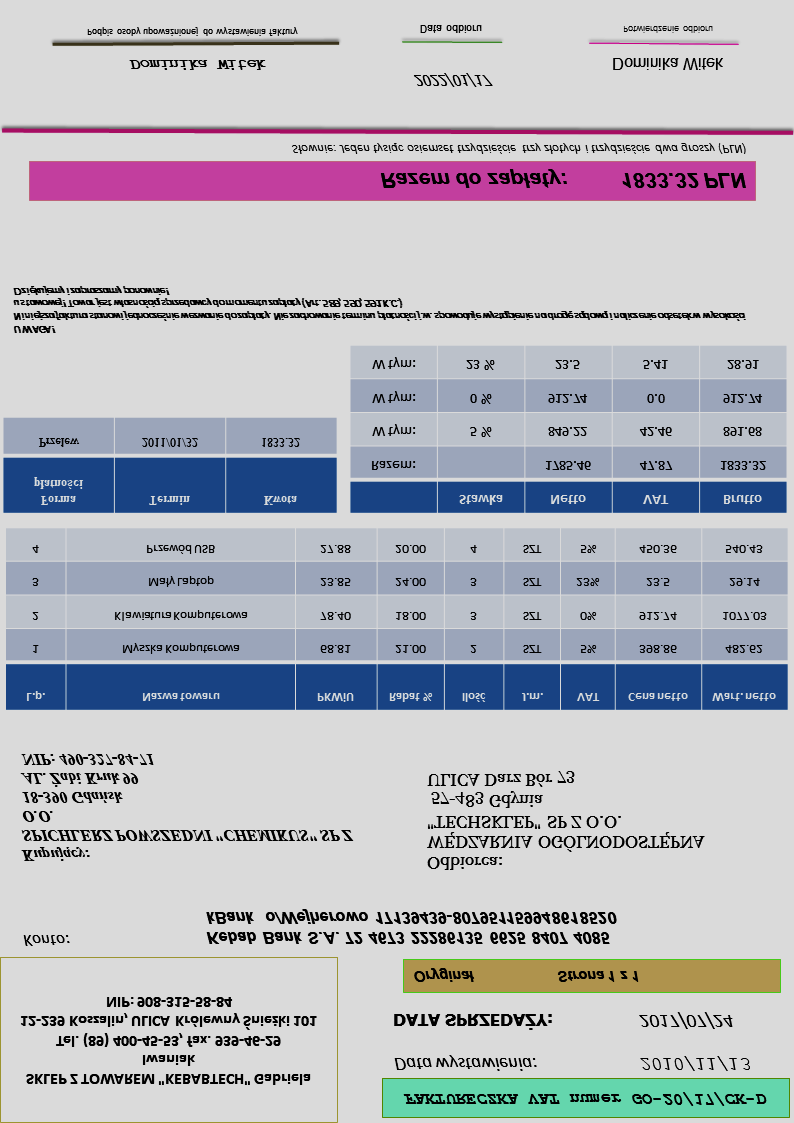 FAKTURECZKA VAT numer GO-20/17/CK-D
SKLEP Z TOWAREM "KEBABTECH" Gabriela
Iwaniak
Tel. (89) 400-45-53, fax. 939-46-29
12-239 Koszalin, ULICA Królewny Śnieżki 101
NIP: 908-315-58-84
Data wystawienia: 2010/11/13
DATA SPRZEDAŻY: 2017/07/24
Oryginał Strona 1 z 1
Konto: Kebab Bank S.A. 72 4673 22286135 6625 8407 4085
kBank o/Wejherowo 17139439-807951159948618520
Kupujący:
SPICHLERZ POWSZEDNI "CHEMIKUS" SP Z
O.O.
18-390 Gdańsk
AL. Żabi Kruk 99
NIP: 490-327-84-71
Odbiorca:
WĘDZARNIA OGÓLNODOSTĘPNA
"TECHSKLEP" SP Z O.O.
57-483 Gdynia
ULICA Darz Bór 73
L.p. Nazwa towaru PKWiU Rabat % Ilość J.m. VAT Cena netto Wart. netto
1 Myszka Komputerowa 68.81 21.00 2 SZT 5% 398.86 482.62
2 Klawiatura Komputerowa 78.40 18.00 3 SZT 0% 912.74 1077.03
3 Mały Laptop 23.85 24.00 3 SZT 23% 23.5 29.14
4 Przewód USB 27.88 20.00 4 SZT 5% 450.36 540.43
Forma płatności Termin Kwota
Przelew 2011/01/32 1833.32
Stawka Netto VAT Brutto
Razem: 1785.46 47.87 1833.32
W tym: 5 % 849.22 42.46 891.68
W tym: 0 % 912.74 0.0 912.74
W tym: 23 % 23.5 5.41 28.91
UWAGA!
Niniejsza faktura stanowi jednocześnie wezwanie do zapłaty. Nie zachowanie terminu płatności j.w. spowoduje wystąpienie na drogę sądową i naliczenie odsetek w wysokości
ustawowej! Towar jest własnością sprzedawcy do momentu zapłaty (Art. 589, 590, 591 K.C.)
Dziękujemy i zapraszamy ponownie!
Razem do zapłaty: 1833.32 PLN
Słownie: Jeden tysiąc osiemset trzydzieście trzy złotych i trzydzieście dwa groszy (PLN)
Dominika Witek
Podpis osoby upoważnionej do wystawienia faktury
2022/01/17
Data odbioru
Dominika Witek
Potwierdzenie odbioru